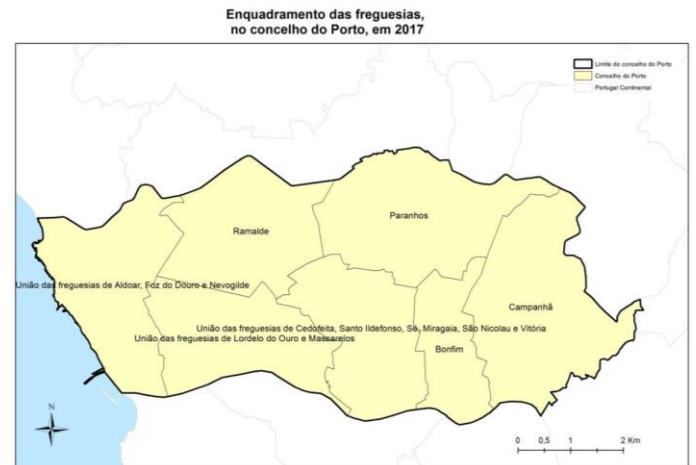 Enquadramento das freguesias,
no concelho do Porto, em 2017
Limite do concelho do Porto
Concelho do Porto
Portugal Continental
Paranhos
Ramalde
União das freguesias de Aldoar, Foz do Douro e Nevogilde
Campanhã
União das freguesias de Cedofeita, Santo Ildefonso, Sé, Miragaia, São Nicolau e Vitória
União das freguesias de Lordelo do Ouro e Massarelos
Bonfim
N
0 0,5 1 2 Km